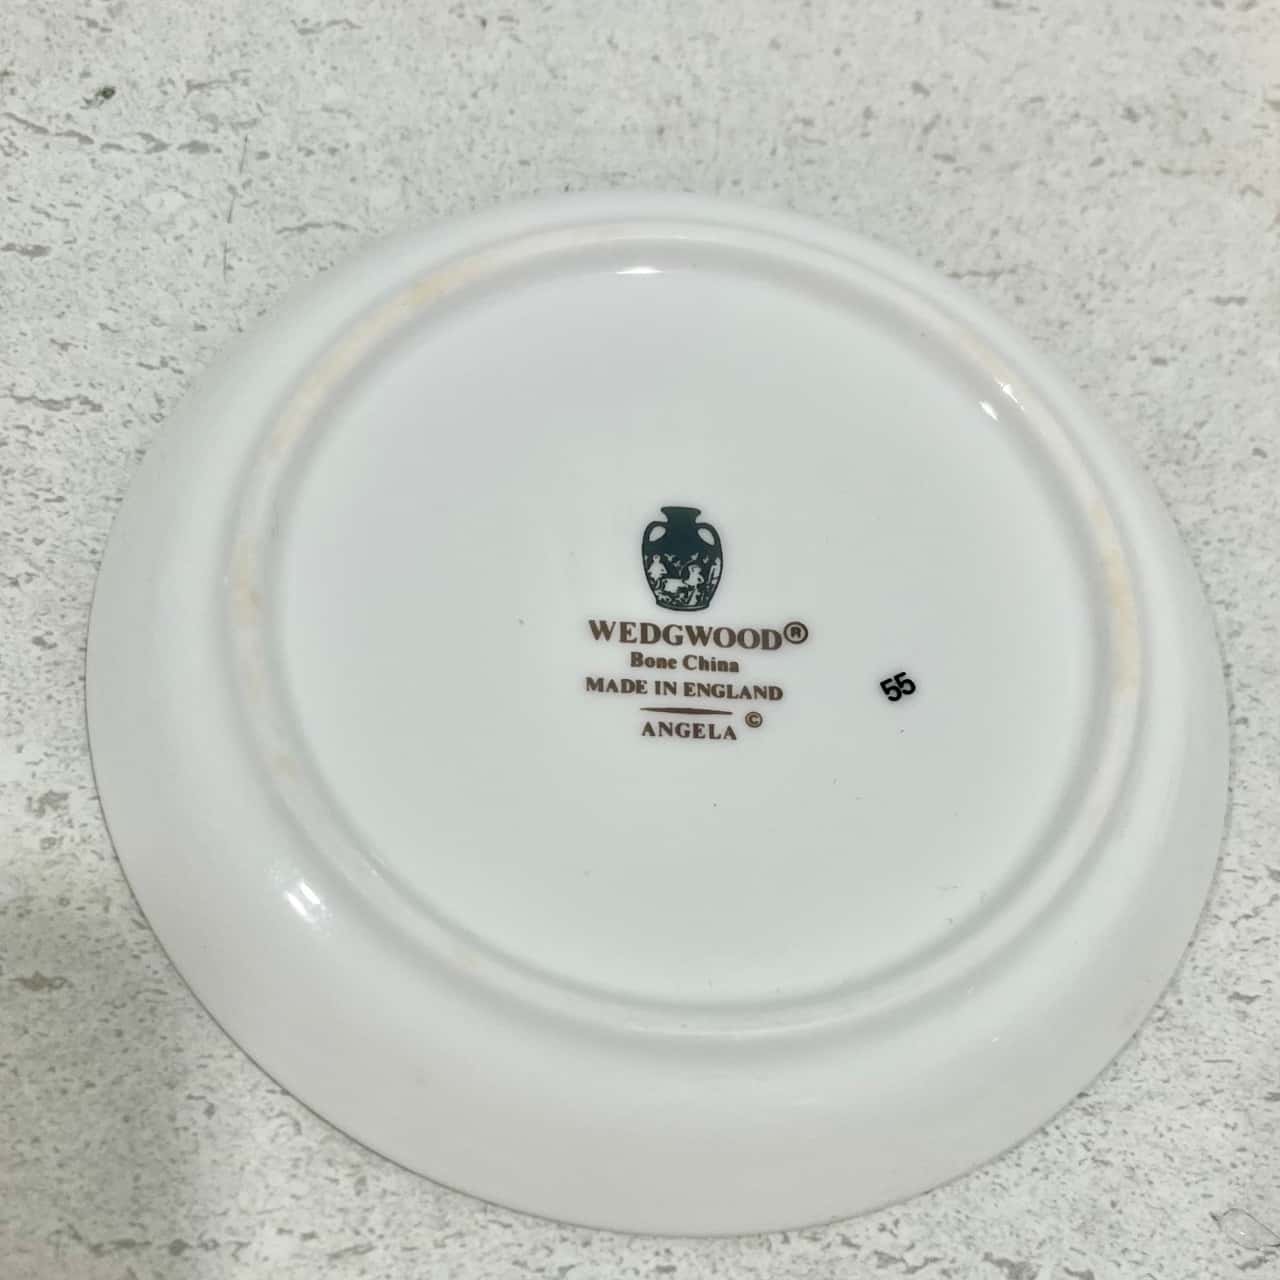 WEDGWOOD®
Bone China
MADE IN ENGLAND
ANGELA ©
55